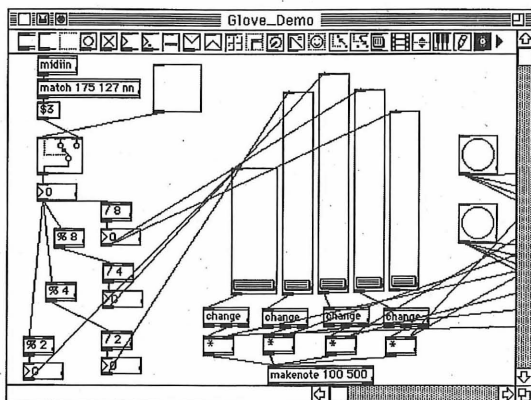 Glove_Demo
midiin
match 175 127 nn
$3
>0
/ 8
% 8
>0
/ 4
% 4
>0
% 2
/ 2
>0
>0
change
change
change
change
*
*
*
*
makenote 100 500